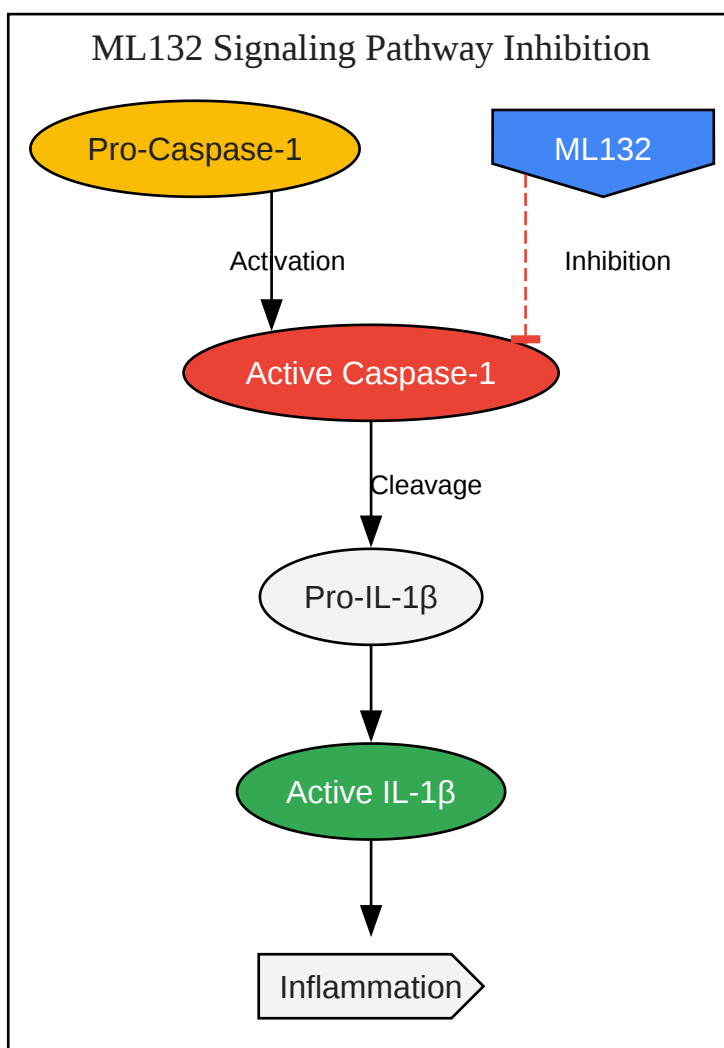 ML132 Signaling Pathway Inhibition
Pro-Caspase-1
ML132
Activation
Inhibition
Active Caspase-1
Cleavage
Pro-IL-1β
Active IL-1β
Inflammation